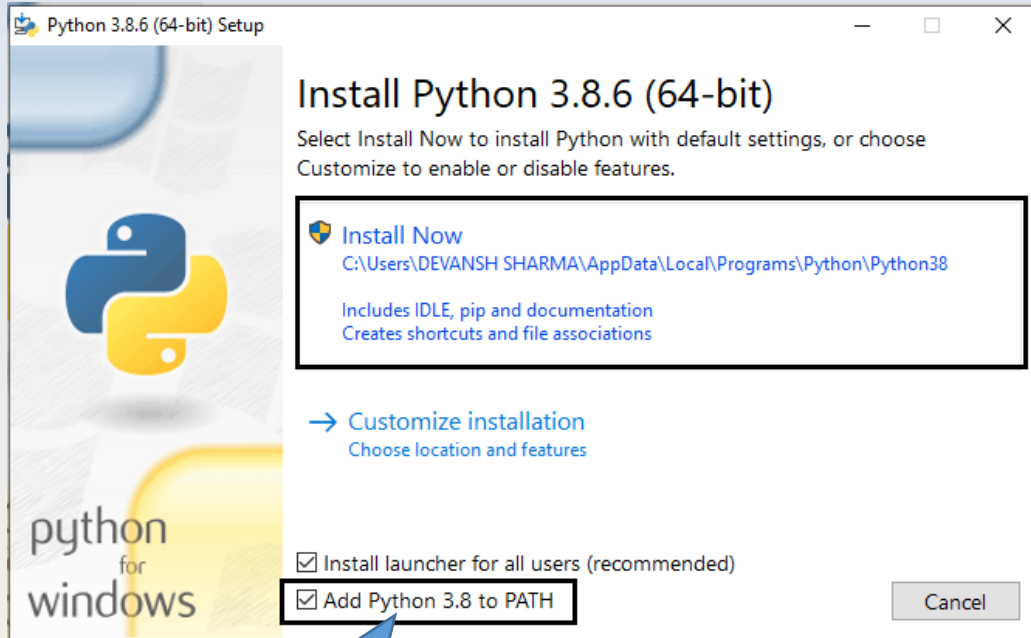 Python 3.8.6 (64-bit) Setup
Install Python 3.8.6 (64-bit)
Select Install Now to install Python with default settings, or choose
Customize to enable or disable features.
Install Now
C:\Users\DEVANSH SHARMA\AppData\Local\Programs\Python\Python38
Includes IDLE, pip and documentation
Creates shortcuts and file associations
Customize installation
Choose location and features
python
for
windows
Install launcher for all users (recommended)
Add Python 3.8 to PATH
Cancel